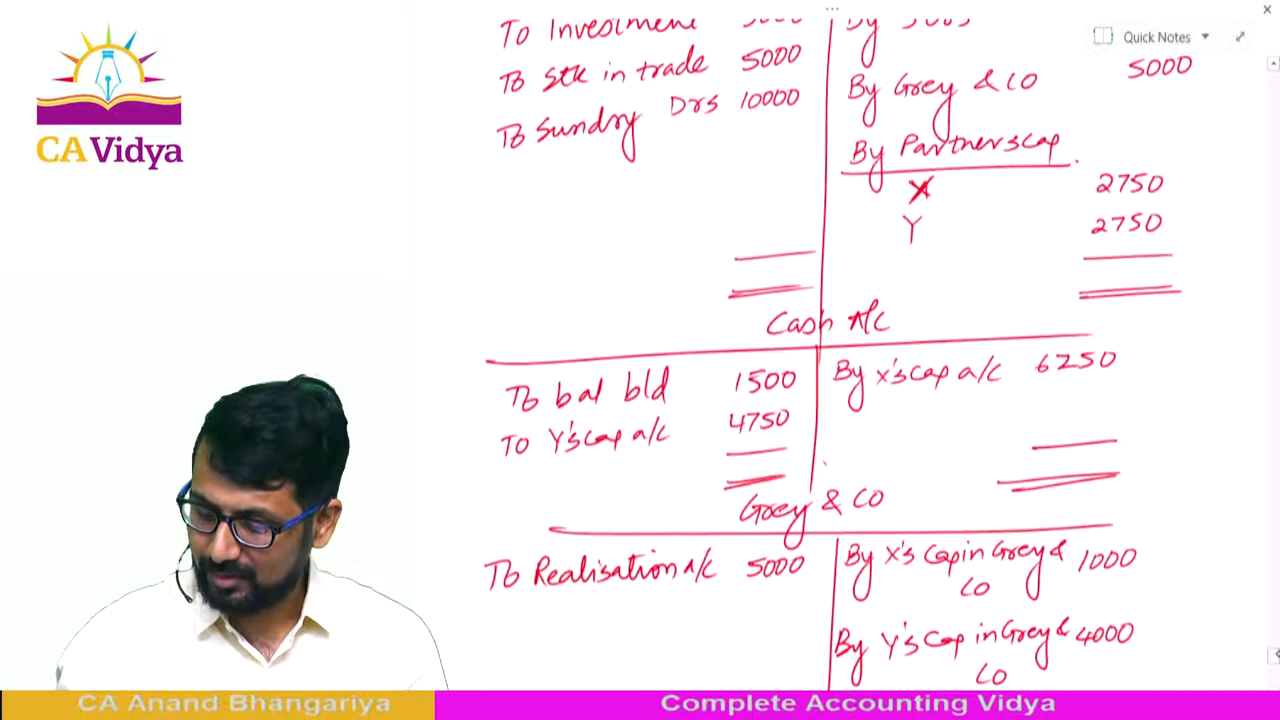 To Investment
To Stk in trade 5000
To Sundry Drs 10000
By
By Grey & Co 5000
By Partners Cap
X 2750
Y 2750
Quick Notes
CA Vidya
Cash A/c
To bal b/d 1500
To Y's Cap a/c 4750
By X's Cap a/c 6250
Grey & CO
To Realisation A/c 5000
By X's Cap in Grey & 1000
CO
By Y's Cap in Grey & 4000
CO
CA Anand Bhangariya
Complete Accounting Vidya